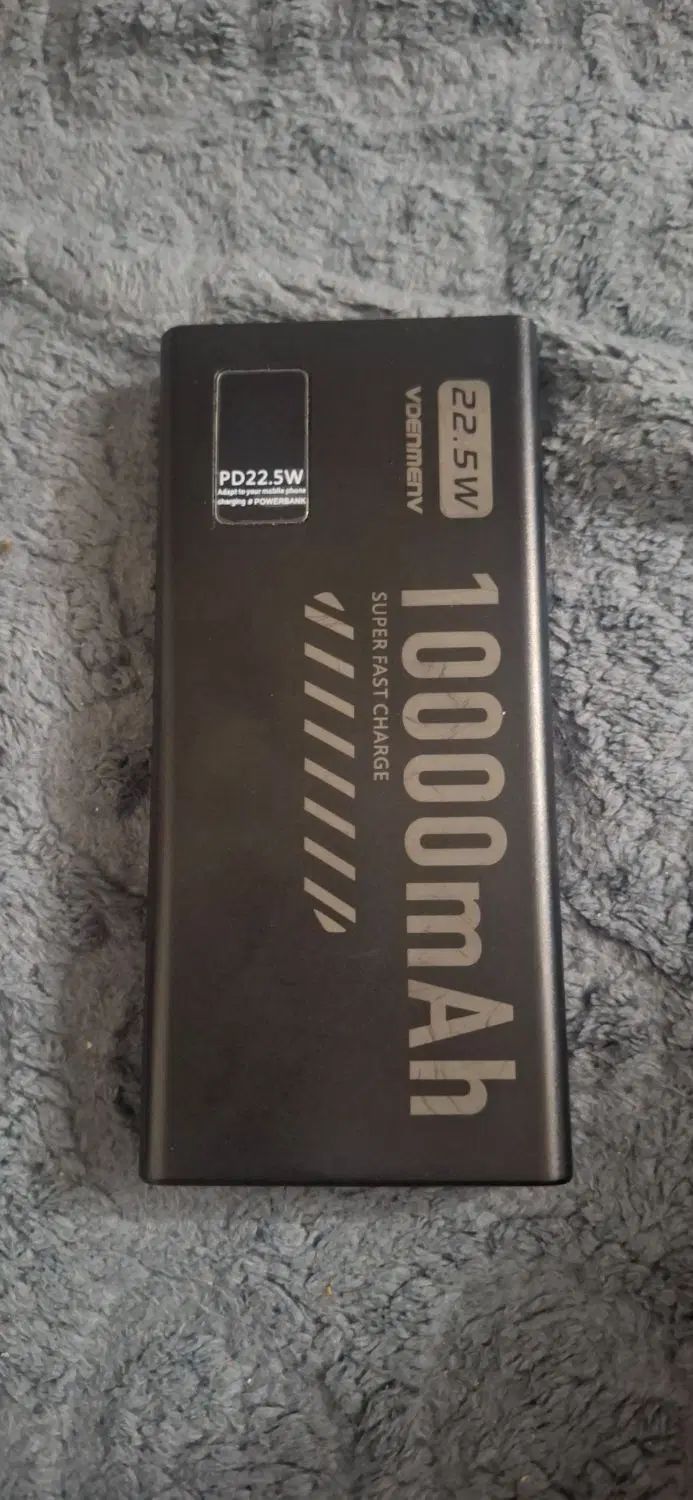 22.5W
VDENMENV
10000mAh
SUPER FAST CHARGE
PD22.5W
Adapt to your mobile phone
charging # POWERBANK